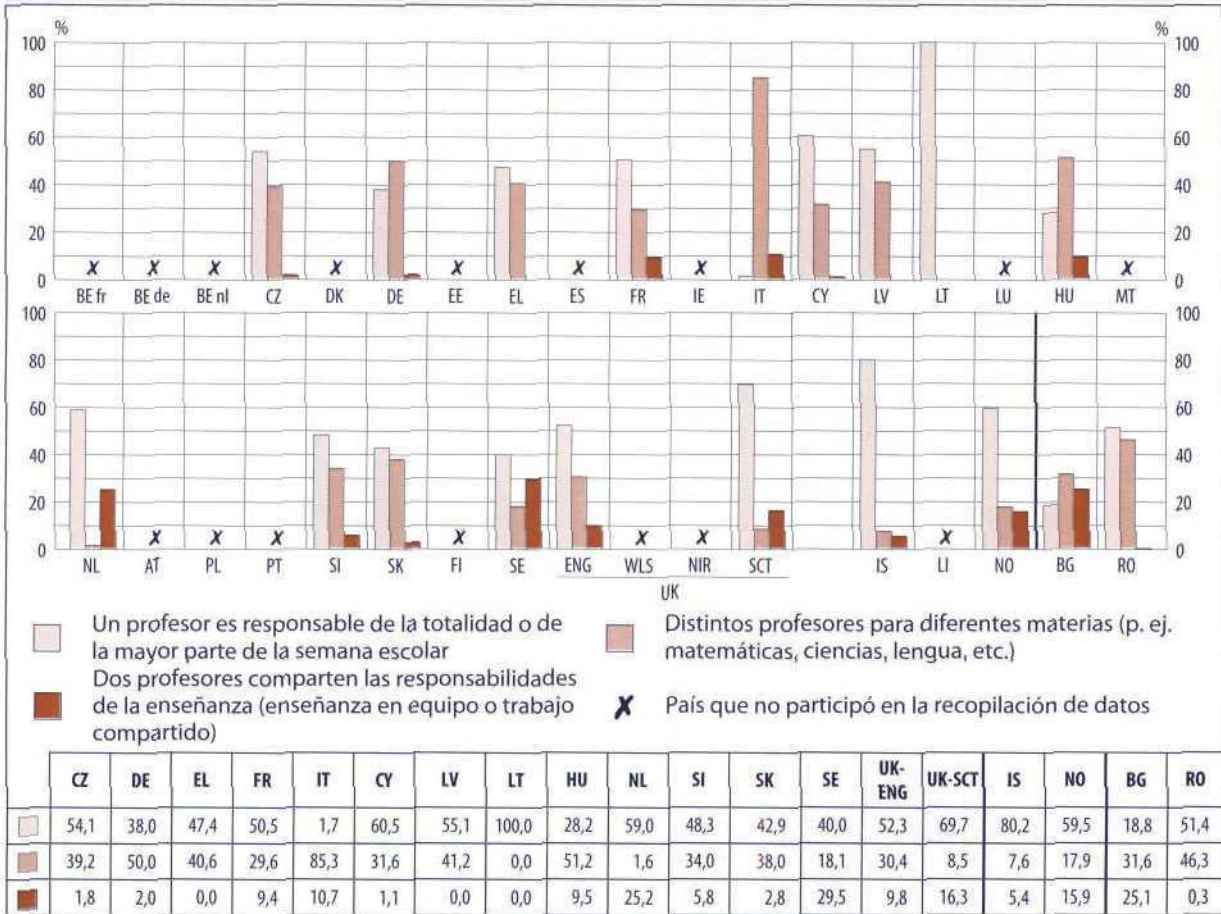 % %
100 100
80 80
60 60
40 40
20 20
0 X X X X X X X X X 0
BE fr BE de BE nl CZ DK DE EE EL ES FR IE IT CY LV LT LU HU MT
100 100
80 80
60 60
40 40
20 20
0 X X X X X X X 0
NL AT PL PT SI SK FI SE ENG WLS NIR SCT IS LI NO BG RO
UK
Un profesor es responsable de la totalidad o de
la mayor parte de la semana escolar
Distintos profesores para diferentes materias (p. ej.
matemáticas, ciencias, lengua, etc.)
Dos profesores comparten las responsabilidades
de la enseñanza (enseñanza en equipo o trabajo
compartido)
X País que no participó en la recopilación de datos
CZ DE EL FR IT CY LV LT HU NL SI SK SE UK-ENG UK-SCT IS NO BG RO
54,1 38,0 47,4 50,5 1,7 60,5 55,1 100,0 28,2 59,0 48,3 42,9 40,0 52,3 69,7 80,2 59,5 18,8 51,4
39,2 50,0 40,6 29,6 85,3 31,6 41,2 0,0 51,2 1,6 34,0 38,0 18,1 30,4 8,5 7,6 17,9 31,6 46,3
1,8 2,0 0,0 9,4 10,7 1,1 0,0 0,0 9,5 25,2 5,8 2,8 29,5 9,8 16,3 5,4 15,9 25,1 0,3